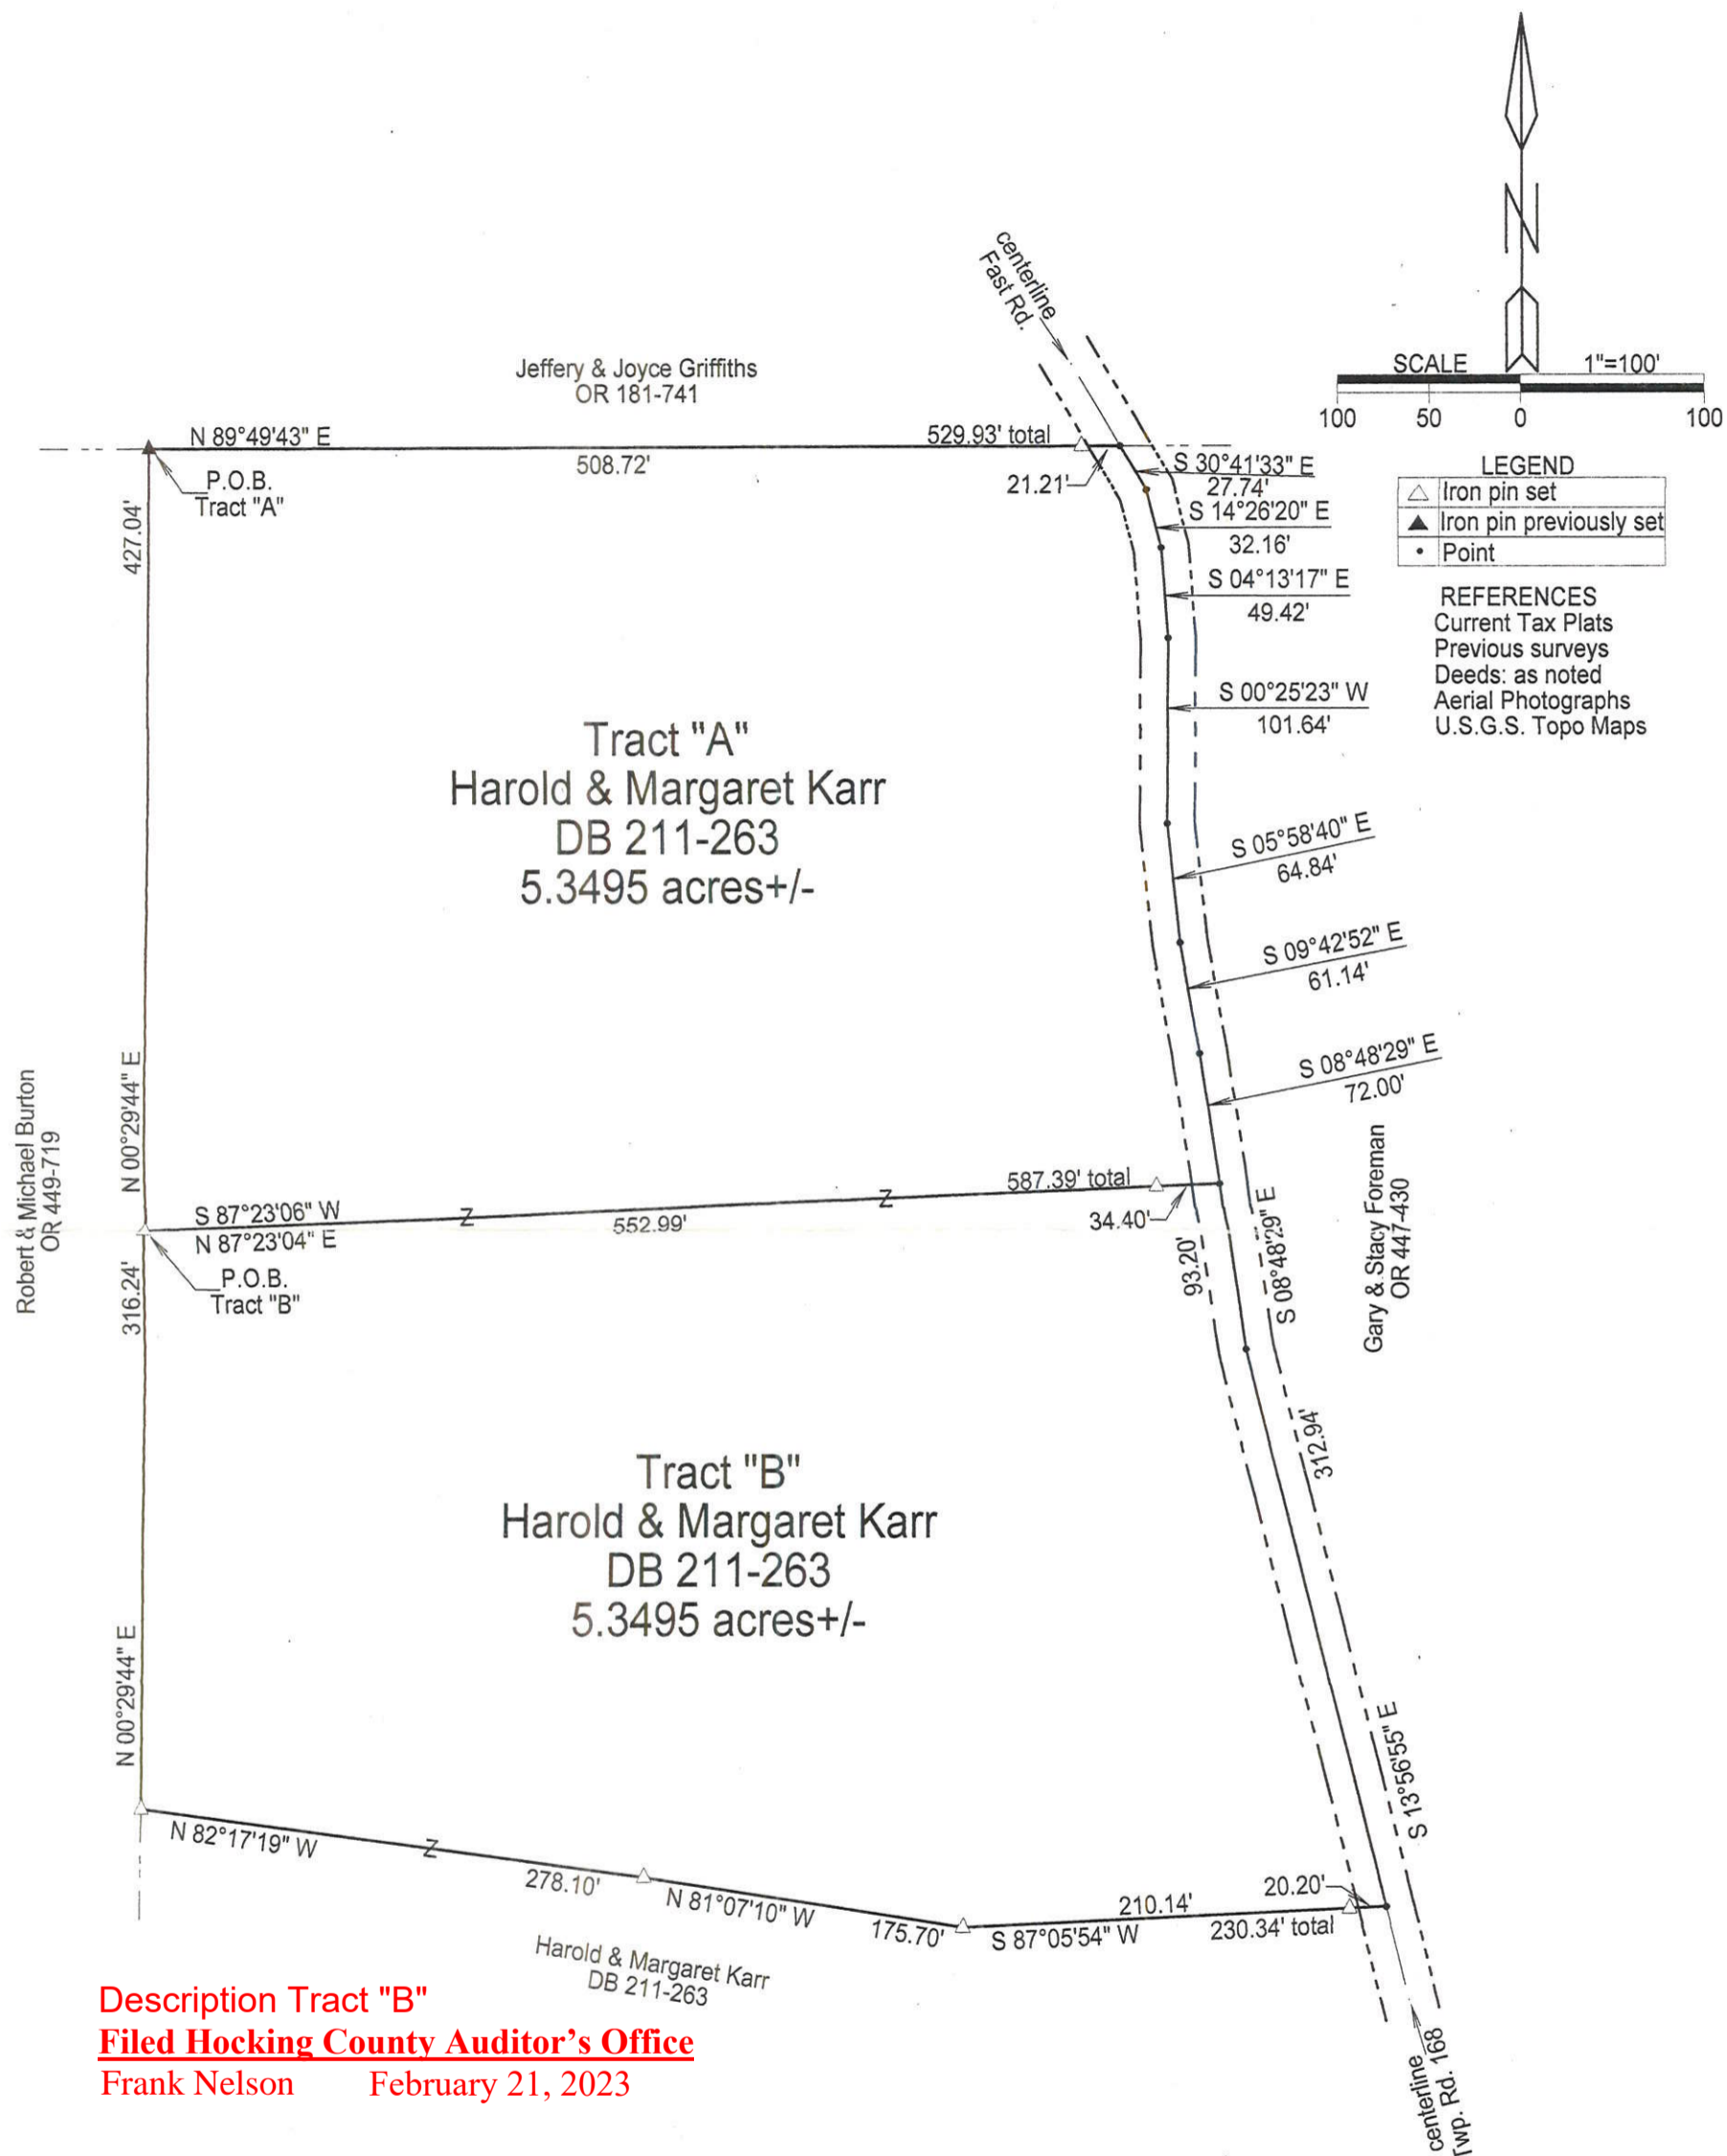 N
SCALE 1"=100'
100 50 0 100
LEGEND
Iron pin set
Iron pin previously set
Point
REFERENCES
Current Tax Plats
Previous surveys
Deeds: as noted
Aerial Photographs
U.S.G.S. Topo Maps
centerline
Fast Rd.
Jeffery & Joyce Griffiths
OR 181-741
N 89°49'43" E
529.93' total
508.72'
21.21'
P.O.B.
Tract "A"
427.04'
N 00°29'44" E
S 30°41'33" E
27.74'
S 14°26'20" E
32.16'
S 04°13'17" E
49.42'
S 00°25'23" W
101.64'
S 05°58'40" E
64.84'
S 09°42'52" E
61.14'
S 08°48'29" E
72.00'
Tract "A"
Harold & Margaret Karr
DB 211-263
5.3495 acres+/-
Robert & Michael Burton
OR 449-719
S 87°23'06" W
587.39' total
N 87°23'04" E
Z
552.99'
Z
34.40'
P.O.B.
Tract "B"
316.24'
N 00°29'44" E
93.20'
S 08°48'29" E
Gary & Stacy Foreman
OR 447-430
312.94'
S 13°56'55" E
Tract "B"
Harold & Margaret Karr
DB 211-263
5.3495 acres+/-
N 82°17'19" W
Z
278.10'
N 81°07'10" W
175.70'
S 87°05'54" W
210.14'
20.20'
230.34' total
Harold & Margaret Karr
DB 211-263
centerline
Twp. Rd. 168
Description Tract "B"
Filed Hocking County Auditor's Office
Frank Nelson February 21, 2023